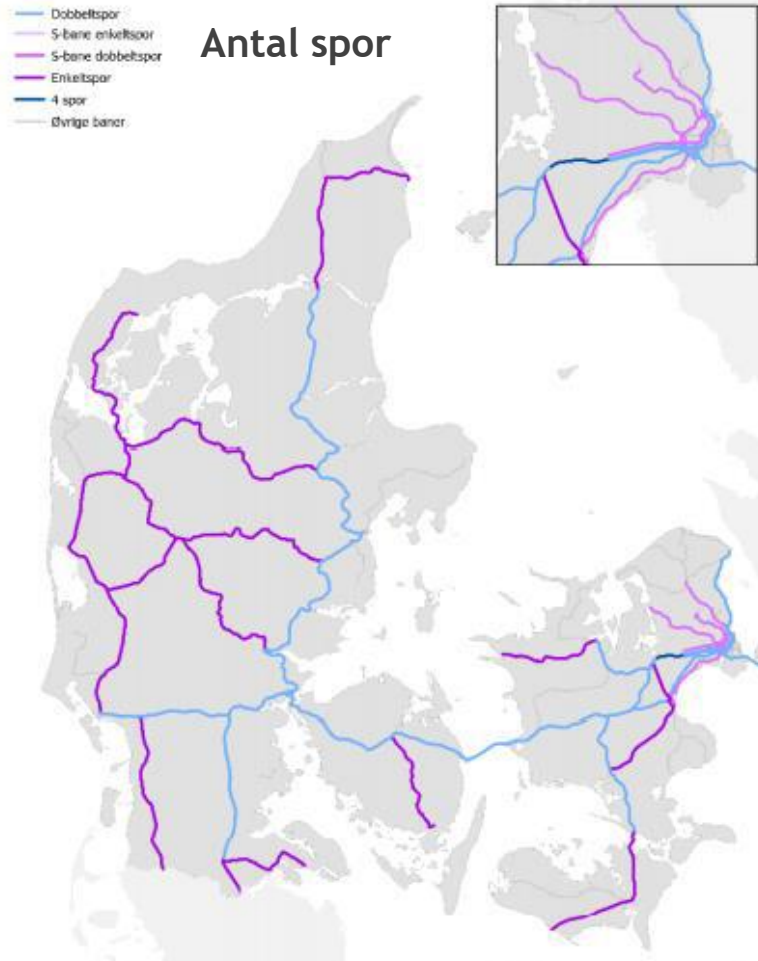 Antal spor
Dobbeltspor
S-bane enkeltspor
S-bane dobbeltspor
Enkeltspor
4 spor
Øvrige baner